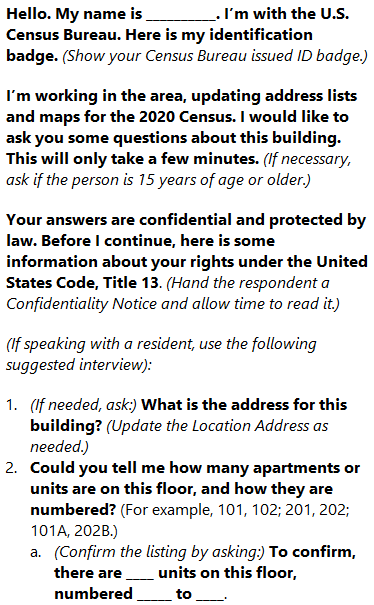 Hello. My name is __________. I'm with the U.S.
Census Bureau. Here is my identification
badge. (Show your Census Bureau issued ID badge.)
I'm working in the area, updating address lists
and maps for the 2020 Census. I would like to
ask you some questions about this building.
This will only take a few minutes. (If necessary,
ask if the person is 15 years of age or older.)
Your answers are confidential and protected by
law. Before I continue, here is some
information about your rights under the United
States Code, Title 13. (Hand the respondent a
Confidentiality Notice and allow time to read it.)
(If speaking with a resident, use the following
suggested interview):
1. (If needed, ask:) What is the address for this
building? (Update the Location Address as
needed.)
2. Could you tell me how many apartments or
units are on this floor, and how they are
numbered? (For example, 101, 102; 201, 202;
101A, 202B.)
a. (Confirm the listing by asking:) To confirm,
there are ____ units on this floor,
numbered _____ to ____.